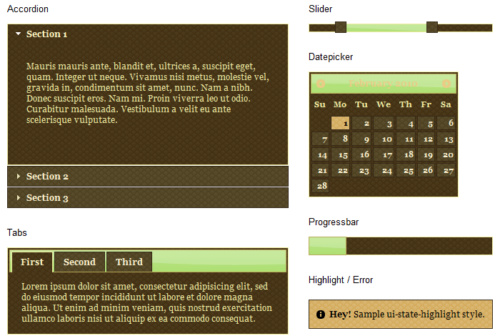 Accordion
Section 1
Mauris mauris ante, blandit et, ultrices a, suscipit eget,
quam. Integer ut neque. Vivamus nisi metus, molestie vel,
gravida in, condimentum sit amet, nunc. Nam a nibh.
Donec suscipit eros. Nam mi. Proin viverra leo ut odio.
Curabitur malesuada. Vestibulum a velit eu ante
scelerisque vulputate.
Section 2
Section 3
Tabs
First Second Third
Lorem ipsum dolor sit amet, consectetur adipisicing elit, sed
do eiusmod tempor incididunt ut labore et dolore magna
aliqua. Ut enim ad minim veniam, quis nostrud exercitation
ullamco laboris nisi ut aliquip ex ea commodo consequat.
Slider
Datepicker
Su Mo Tu We Th Fr Sa
1 2 3 4 5 6
7 8 9 10 11 12 13
14 15 16 17 18 19 20
21 22 23 24 25 26 27
28
Progressbar
Highlight / Error
Hey! Sample ui-state-highlight style.